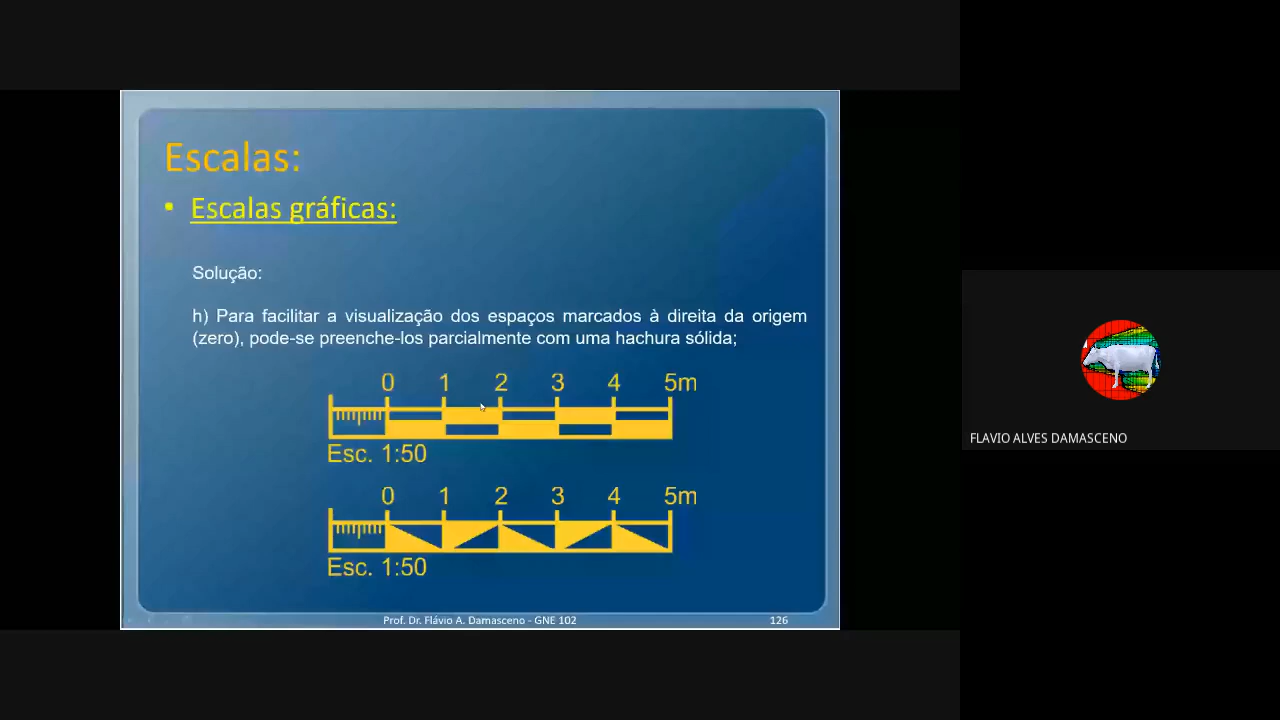 Escalas:
• Escalas gráficas:
Solução:
h) Para facilitar a visualização dos espaços marcados à direita da origem
(zero), pode-se preenche-los parcialmente com uma hachura sólida;
0 1 2 3 4 5m
Esc. 1:50
0 1 2 3 4 5m
Esc. 1:50
Prof. Dr. Flávio A. Damasceno - GNE 102 126
FLAVIO ALVES DAMASCENO